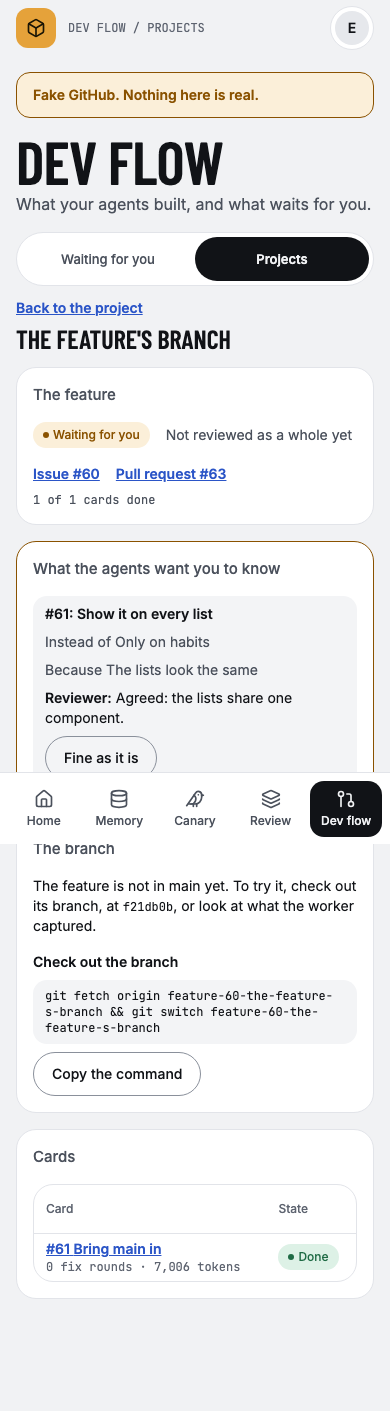 DEV FLOW / PROJECTS
E
Fake GitHub. Nothing here is real.
DEV FLOW
What your agents built, and what waits for you.
Waiting for you
Projects
Back to the project
THE FEATURE'S BRANCH
The feature
Waiting for you
Not reviewed as a whole yet
Issue #60
Pull request #63
1 of 1 cards done
What the agents want you to know
#61: Show it on every list
Instead of Only on habits
Because The lists look the same
Reviewer: Agreed: the lists share one
component.
Fine as it is
Home
Memory
Canary
Review
Dev flow
The branch
The feature is not in main yet. To try it, check out
its branch, at f21db0b, or look at what the worker
captured.
Check out the branch
git fetch origin feature-60-the-feature-
s-branch && git switch feature-60-the-
feature-s-branch
Copy the command
Cards
Card
State
#61 Bring main in
0 fix rounds · 7,006 tokens
Done